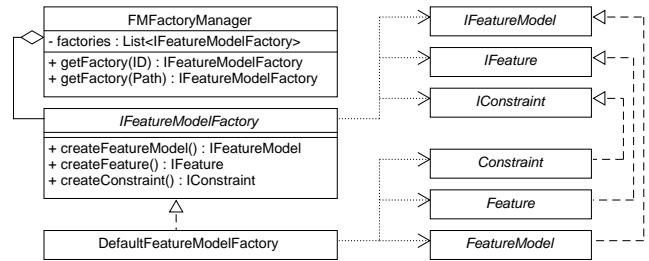 FMFactoryManager
- factories : List<IFeatureModelFactory>
+ getFactory(ID) : IFeatureModelFactory
+ getFactory(Path) : IFeatureModelFactory
IFeatureModelFactory
+ createFeatureModel() : IFeatureModel
+ createFeature() : IFeature
+ createConstraint() : IConstraint
DefaultFeatureModelFactory
IFeatureModel
IFeature
IConstraint
Constraint
Feature
FeatureModel